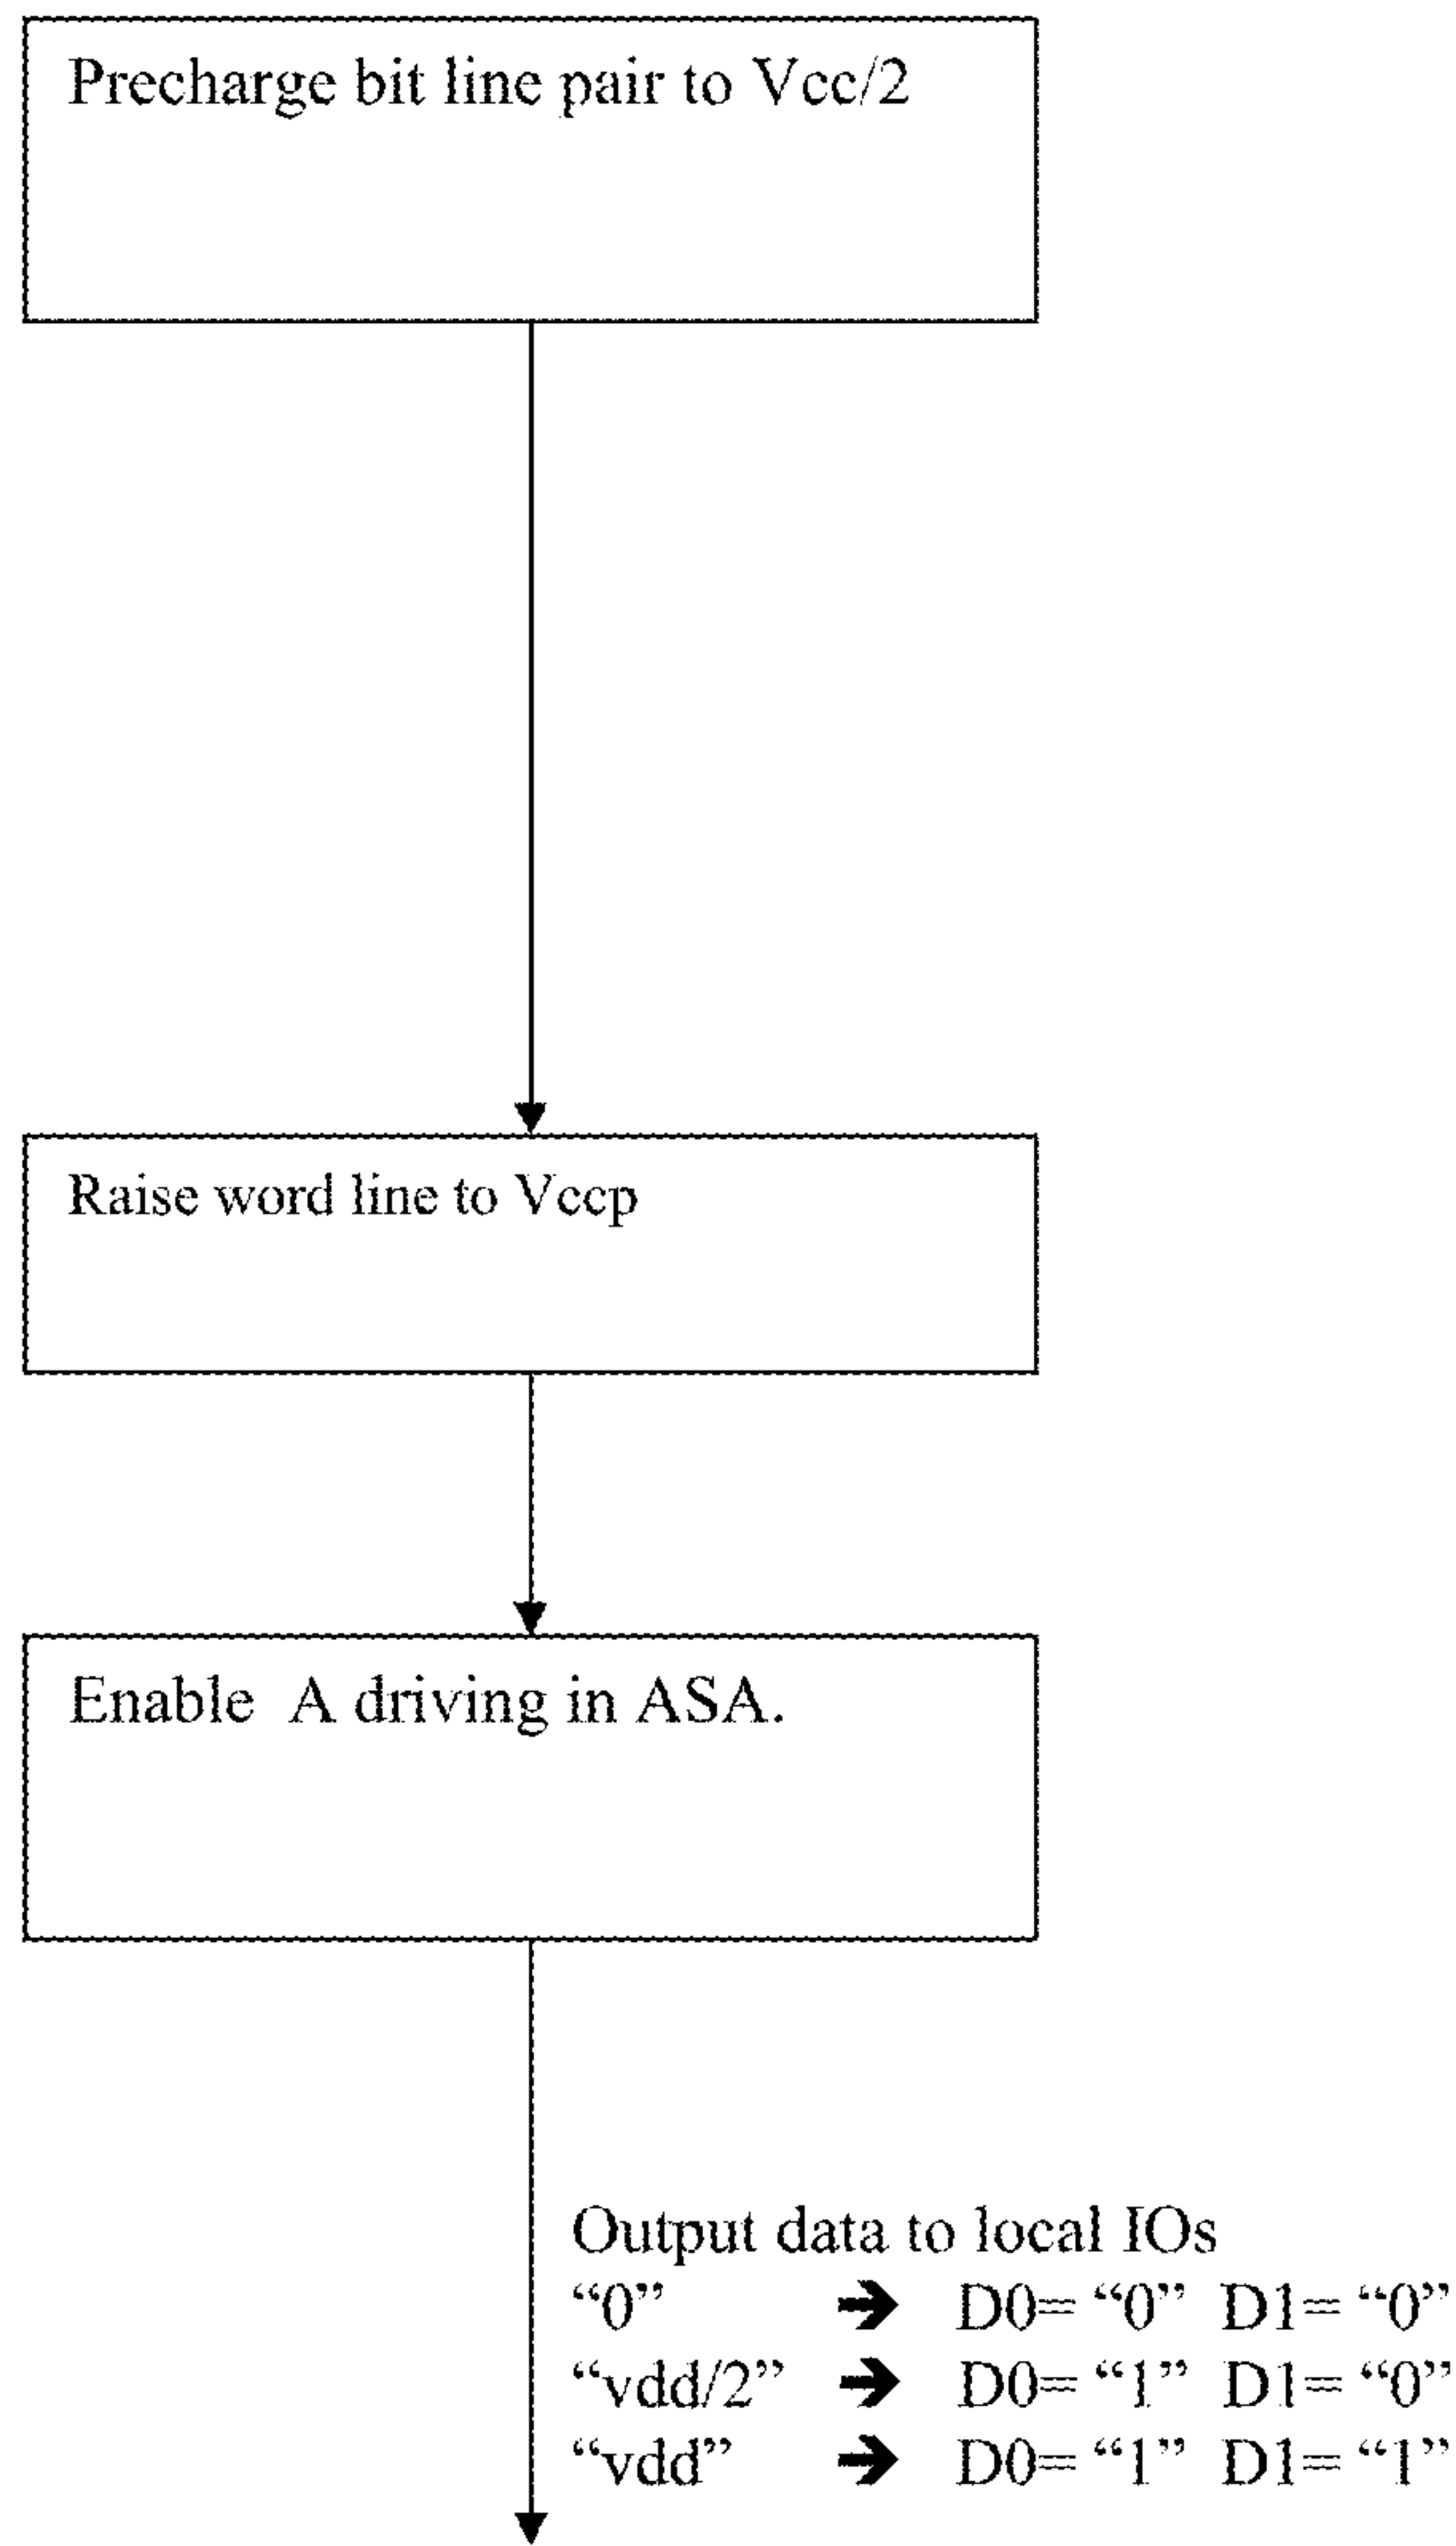 Precharge bit line pair to Vcc/2
Raise word line to Vccp
Enable A driving in ASA.
Output data to local IOs
“0” ➔ D0= “0” D1= “0”
“vdd/2” ➔ D0= “1” D1= “0”
“vdd” ➔ D0= “1” D1= “1”